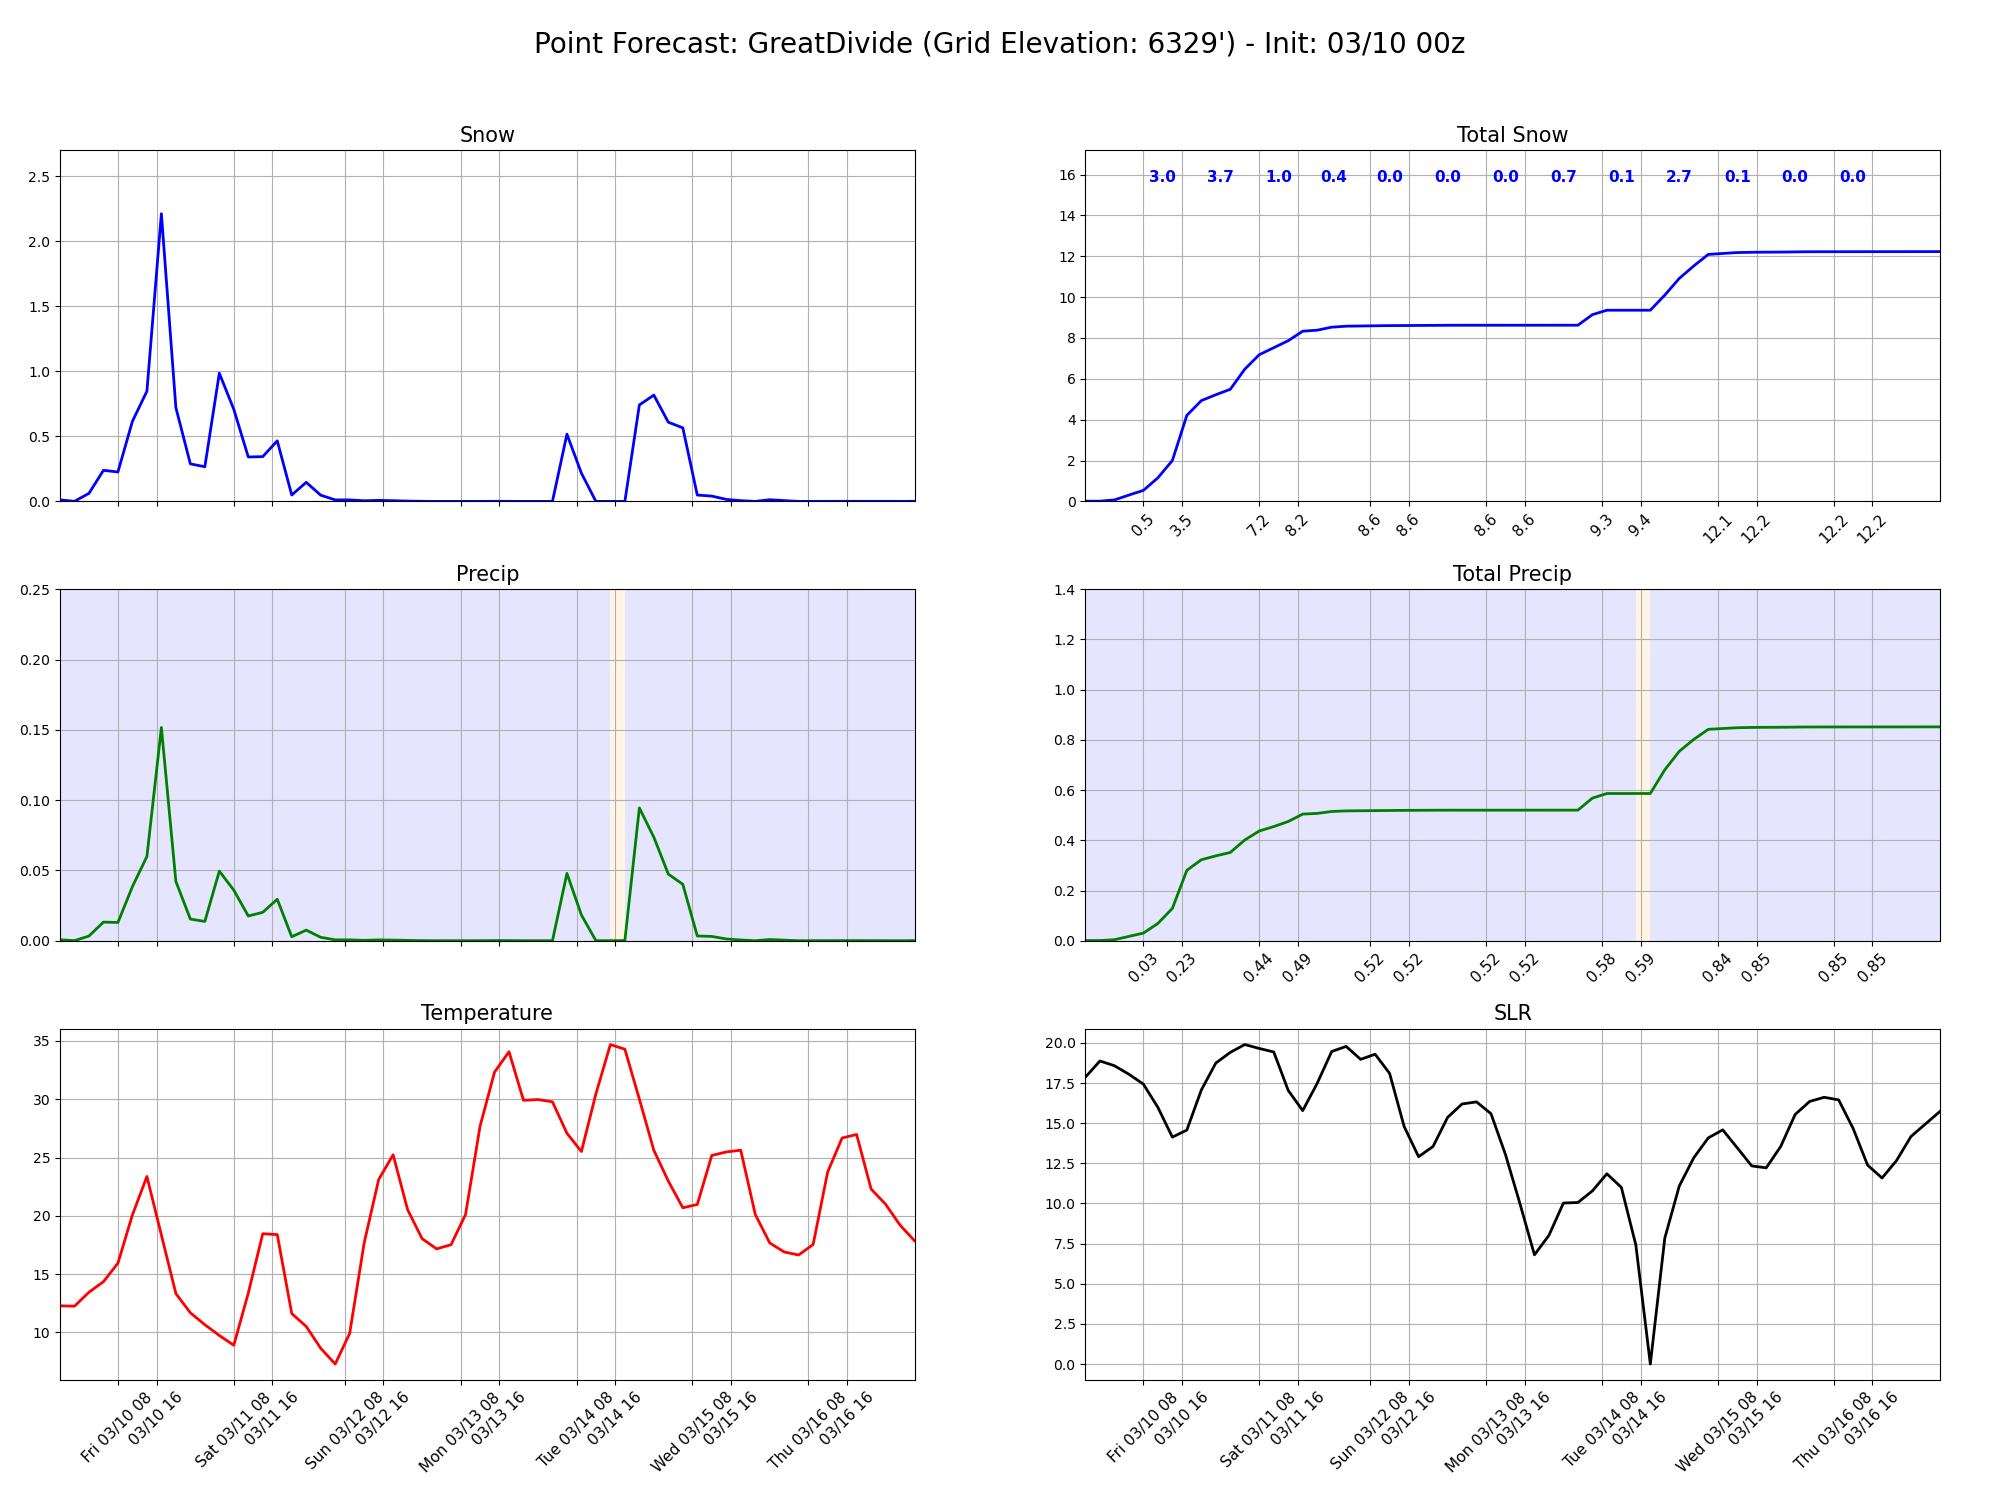 Point Forecast: GreatDivide (Grid Elevation: 6329') - Init: 03/10 00z
Snow
2.5
2.0
1.5
1.0
0.5
0.0
Total Snow
16
14
12
10
8
6
4
2
0
3.0 3.7 1.0 0.4 0.0 0.0 0.0 0.7 0.1 2.7 0.1 0.0 0.0
0.5 3.5 7.2 8.2 8.6 8.6 8.6 8.6 9.3 9.4 12.1 12.2 12.2 12.2
Precip
0.25
0.20
0.15
0.10
0.05
0.00
Total Precip
1.4
1.2
1.0
0.8
0.6
0.4
0.2
0.0
0.03 0.23 0.44 0.49 0.52 0.52 0.52 0.52 0.58 0.59 0.84 0.85 0.85 0.85
Temperature
35
30
25
20
15
10
Fri 03/10 08
03/10 16
Sat 03/11 08
03/11 16
Sun 03/12 08
03/12 16
Mon 03/13 08
03/13 16
Tue 03/14 08
03/14 16
Wed 03/15 08
03/15 16
Thu 03/16 08
03/16 16
SLR
20.0
17.5
15.0
12.5
10.0
7.5
5.0
2.5
0.0
Fri 03/10 08
03/10 16
Sat 03/11 08
03/11 16
Sun 03/12 08
03/12 16
Mon 03/13 08
03/13 16
Tue 03/14 08
03/14 16
Wed 03/15 08
03/15 16
Thu 03/16 08
03/16 16